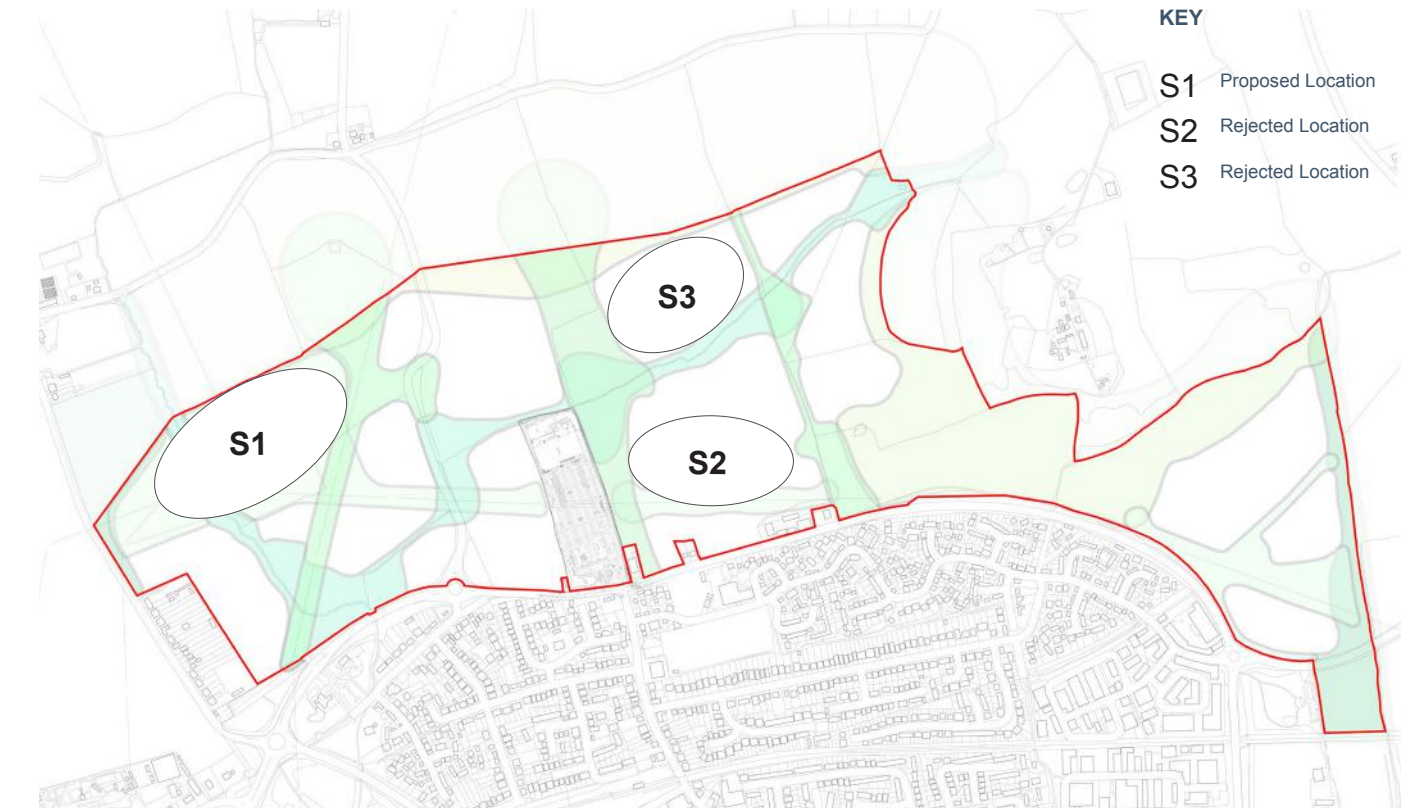 KEY
S1 Proposed Location
S2 Rejected Location
S3 Rejected Location
S3
S1
S2